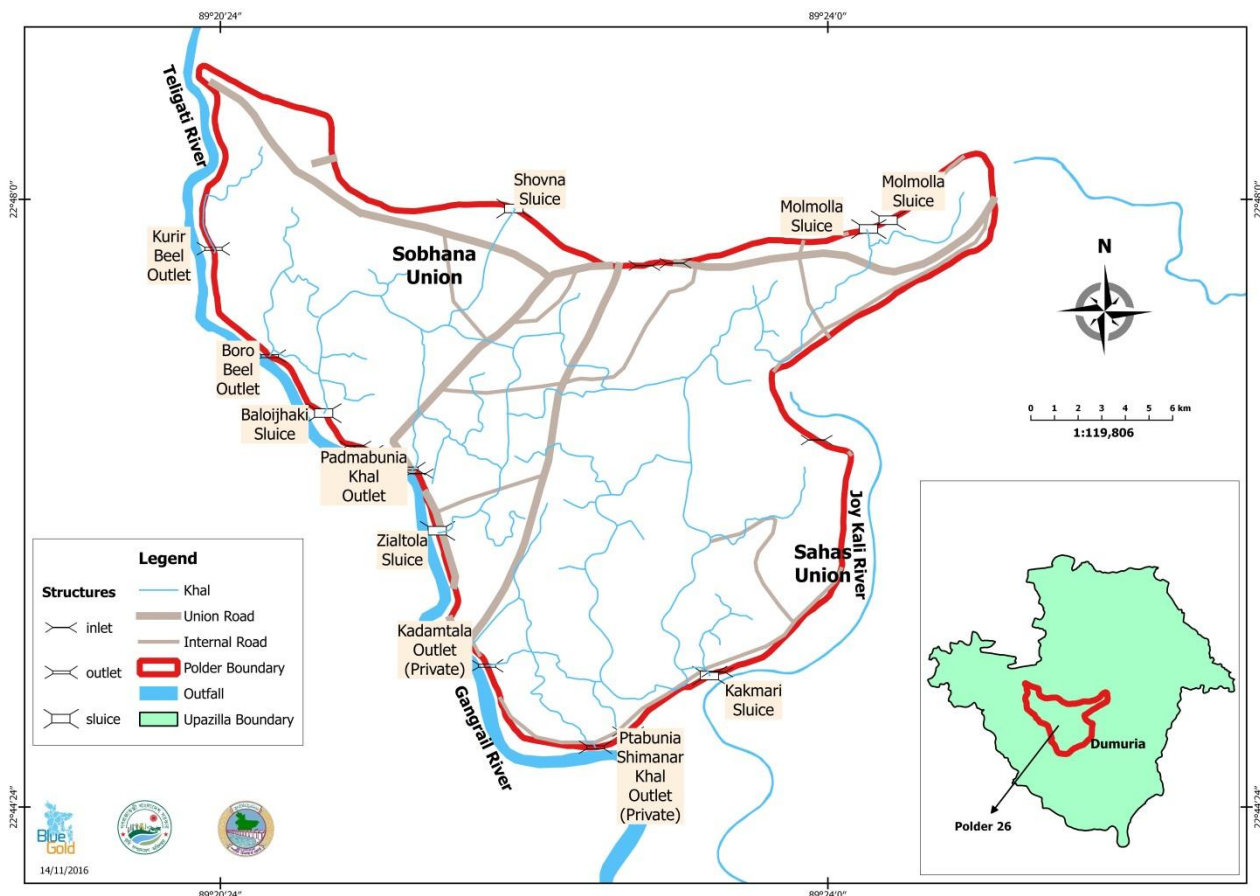 89°20'24"
89°24'0"
22°48'0"
22°48'0"
Teligati River
Shovna
Sluice
Molmolla
Sluice
Molmolla
Sluice
Kurir
Beel
Outlet
Sobhana
Union
N
Boro
Beel
Outlet
Baloijhaki
Sluice
0 1 2 3 4 5 6 km
1:119,806
Padmabunia
Khal
Outlet
Zialtola
Sluice
Joy Kali River
Sahas
Union
Legend
Structures
inlet
outlet
sluice
Khal
Union Road
Internal Road
Polder Boundary
Outfall
Upazilla Boundary
Kadamtala
Outlet
(Private)
Gangrail River
Kakmari
Sluice
Ptabunia
Shimanar
Khal
Outlet
(Private)
Dumuria
Polder 26
22°44'24"
22°44'24"
Blue
Gold
14/11/2016
89°20'24"
89°24'0"